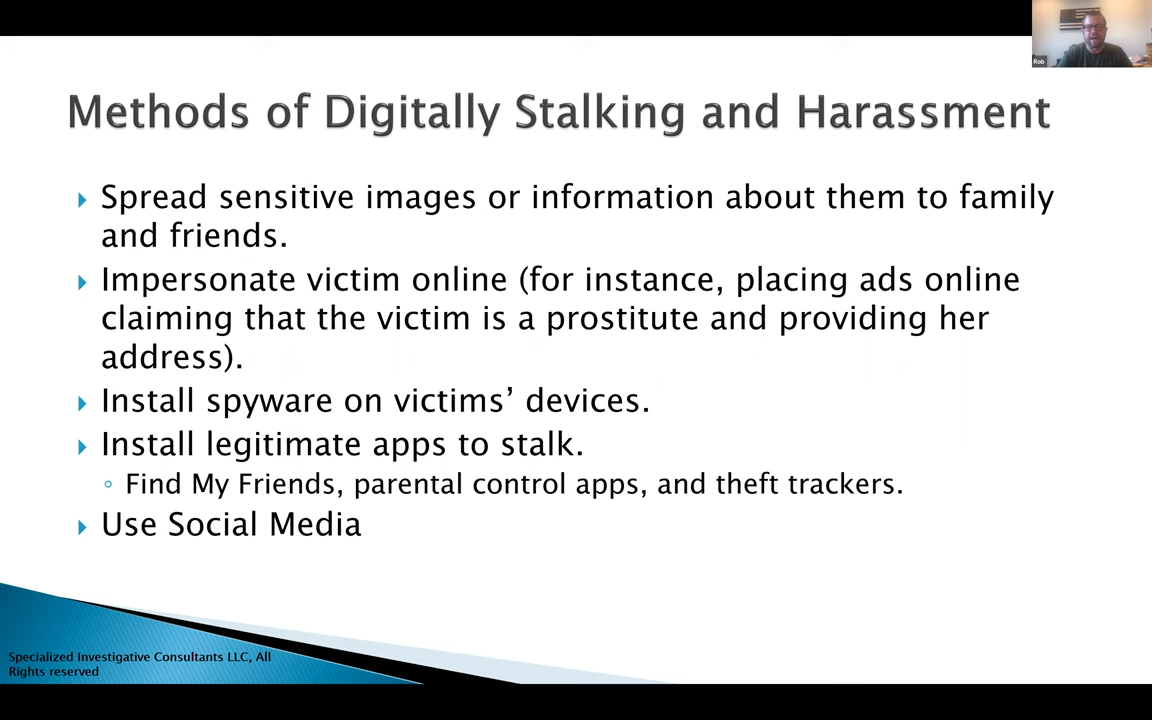 Rob
Methods of Digitally Stalking and Harassment
Spread sensitive images or information about them to family
and friends.
Impersonate victim online (for instance, placing ads online
claiming that the victim is a prostitute and providing her
address).
Install spyware on victims’ devices.
Install legitimate apps to stalk.
Find My Friends, parental control apps, and theft trackers.
Use Social Media
Specialized Investigative Consultants LLC, All
Rights reserved